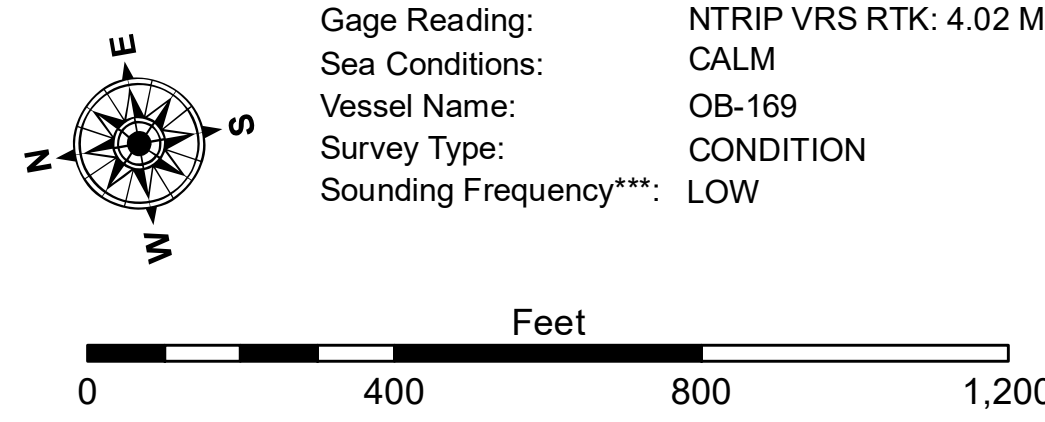 E
S
N
W
Gage Reading: NTRIP VRS RTK: 4.02 M
Sea Conditions: CALM
Vessel Name: OB-169
Survey Type: CONDITION
Sounding Frequency***: LOW
Feet
0 400 800 1,200